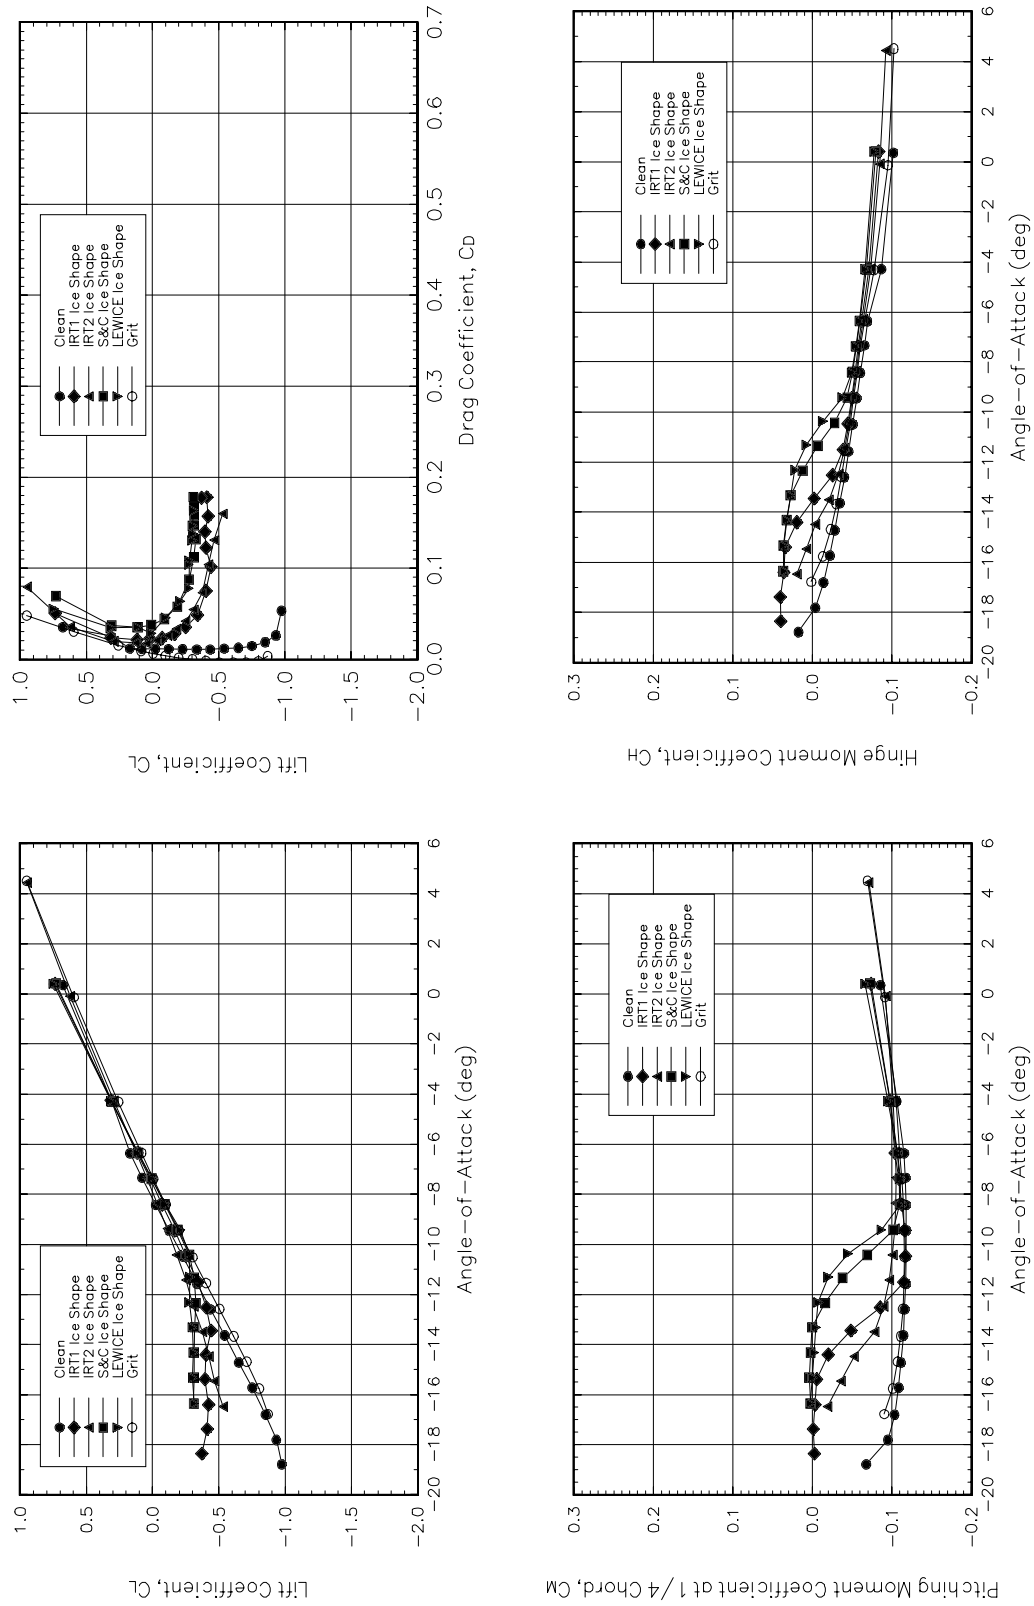 Lift Coefficient, CL
1.0
0.5
0.0
−0.5
−1.0
−1.5
−2.0
−20 −18 −16 −14 −12 −10 −8 −6 −4 −2 0 2 4 6
Angle−of−Attack (deg)
Clean
IRT1 Ice Shape
IRT2 Ice Shape
S&C Ice Shape
LEWICE Ice Shape
Grit
Lift Coefficient, CL
1.0
0.5
0.0
−0.5
−1.0
−1.5
−2.0
0.0 0.1 0.2 0.3 0.4 0.5 0.6 0.7
Drag Coefficient, CD
Clean
IRT1 Ice Shape
IRT2 Ice Shape
S&C Ice Shape
LEWICE Ice Shape
Grit
Pitching Moment Coefficient at 1/4 Chord, CM
0.3
0.2
0.1
0.0
−0.1
−0.2
−20 −18 −16 −14 −12 −10 −8 −6 −4 −2 0 2 4 6
Angle−of−Attack (deg)
Clean
IRT1 Ice Shape
IRT2 Ice Shape
S&C Ice Shape
LEWICE Ice Shape
Grit
Hinge Moment Coefficient, CH
0.3
0.2
0.1
0.0
−0.1
−0.2
−20 −18 −16 −14 −12 −10 −8 −6 −4 −2 0 2 4 6
Angle−of−Attack (deg)
Clean
IRT1 Ice Shape
IRT2 Ice Shape
S&C Ice Shape
LEWICE Ice Shape
Grit